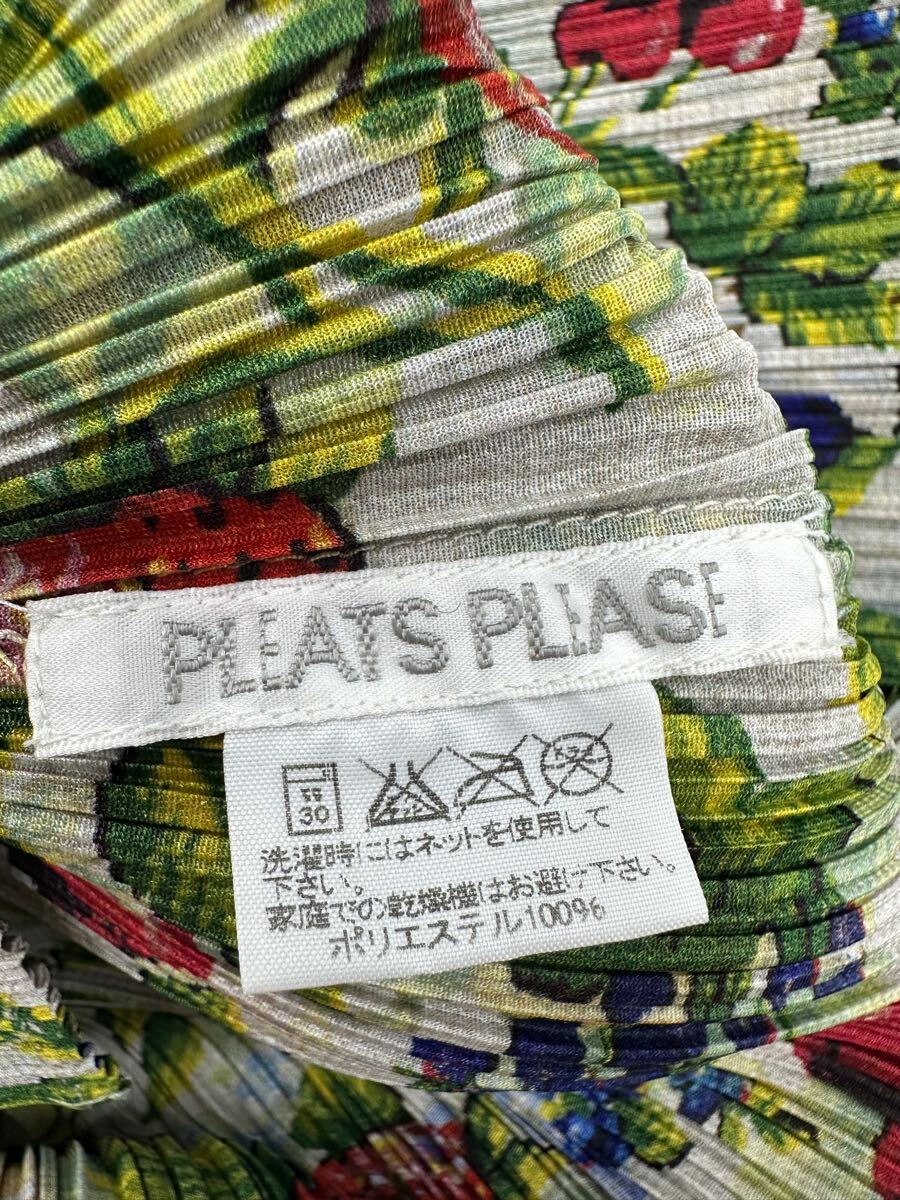 PLEATS PLEASE
30
洗濯時にはネットを使用して
下さい。
家庭での乾燥機はお避け下さい。
ポリエステル100%